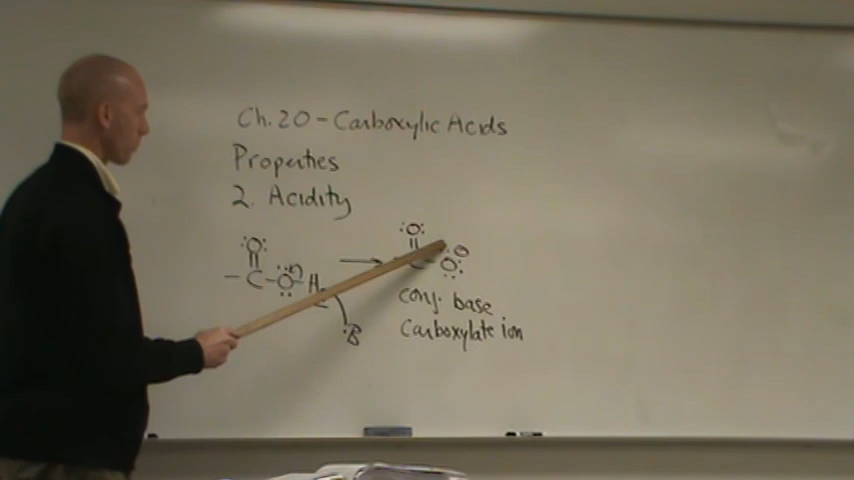 Ch. 20 - Carboxylic Acids
Properties
2. Acidity
:O: :O:
- C - O - H → C - O: ⊖
:B
conj. base
Carboxylate ion